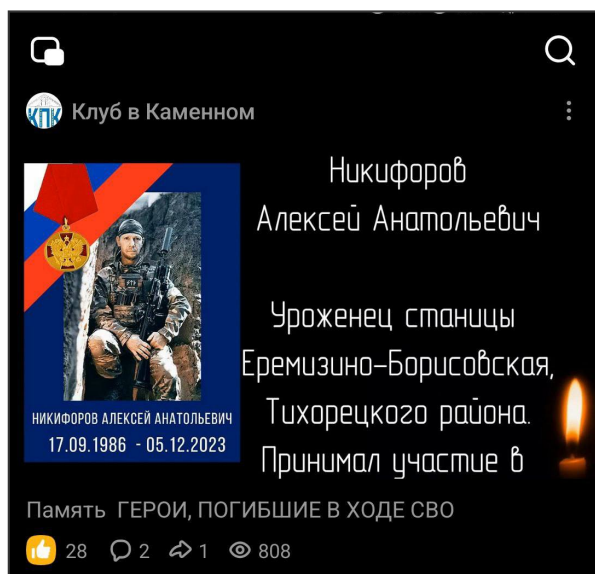 КПК Клуб в Каменном
Никифоров
Алексей Анатольевич
Уроженец станицы
Еремизино-Борисовская,
Тихорецкого района.
Принимал участие в
НИКИФОРОВ АЛЕКСЕЙ АНАТОЛЬЕВИЧ
17.09.1986 - 05.12.2023
Память ГЕРОИ, ПОГИБШИЕ В ХОДЕ СВО
28 2 1 808